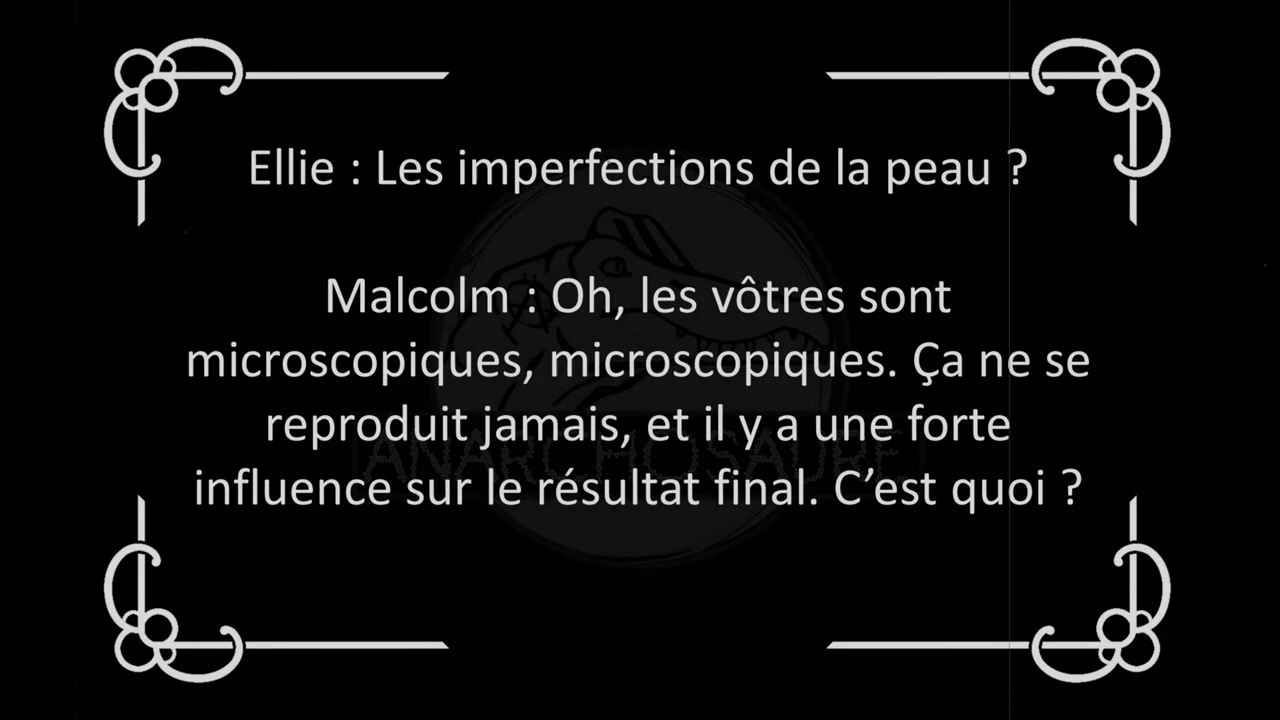 Ellie : Les imperfections de la peau ?
Malcolm : Oh, les vôtres sont
microscopiques, microscopiques. Ça ne se
reproduit jamais, et il y a une forte
influence sur le résultat final. C’est quoi ?
ANARCHOSAURE